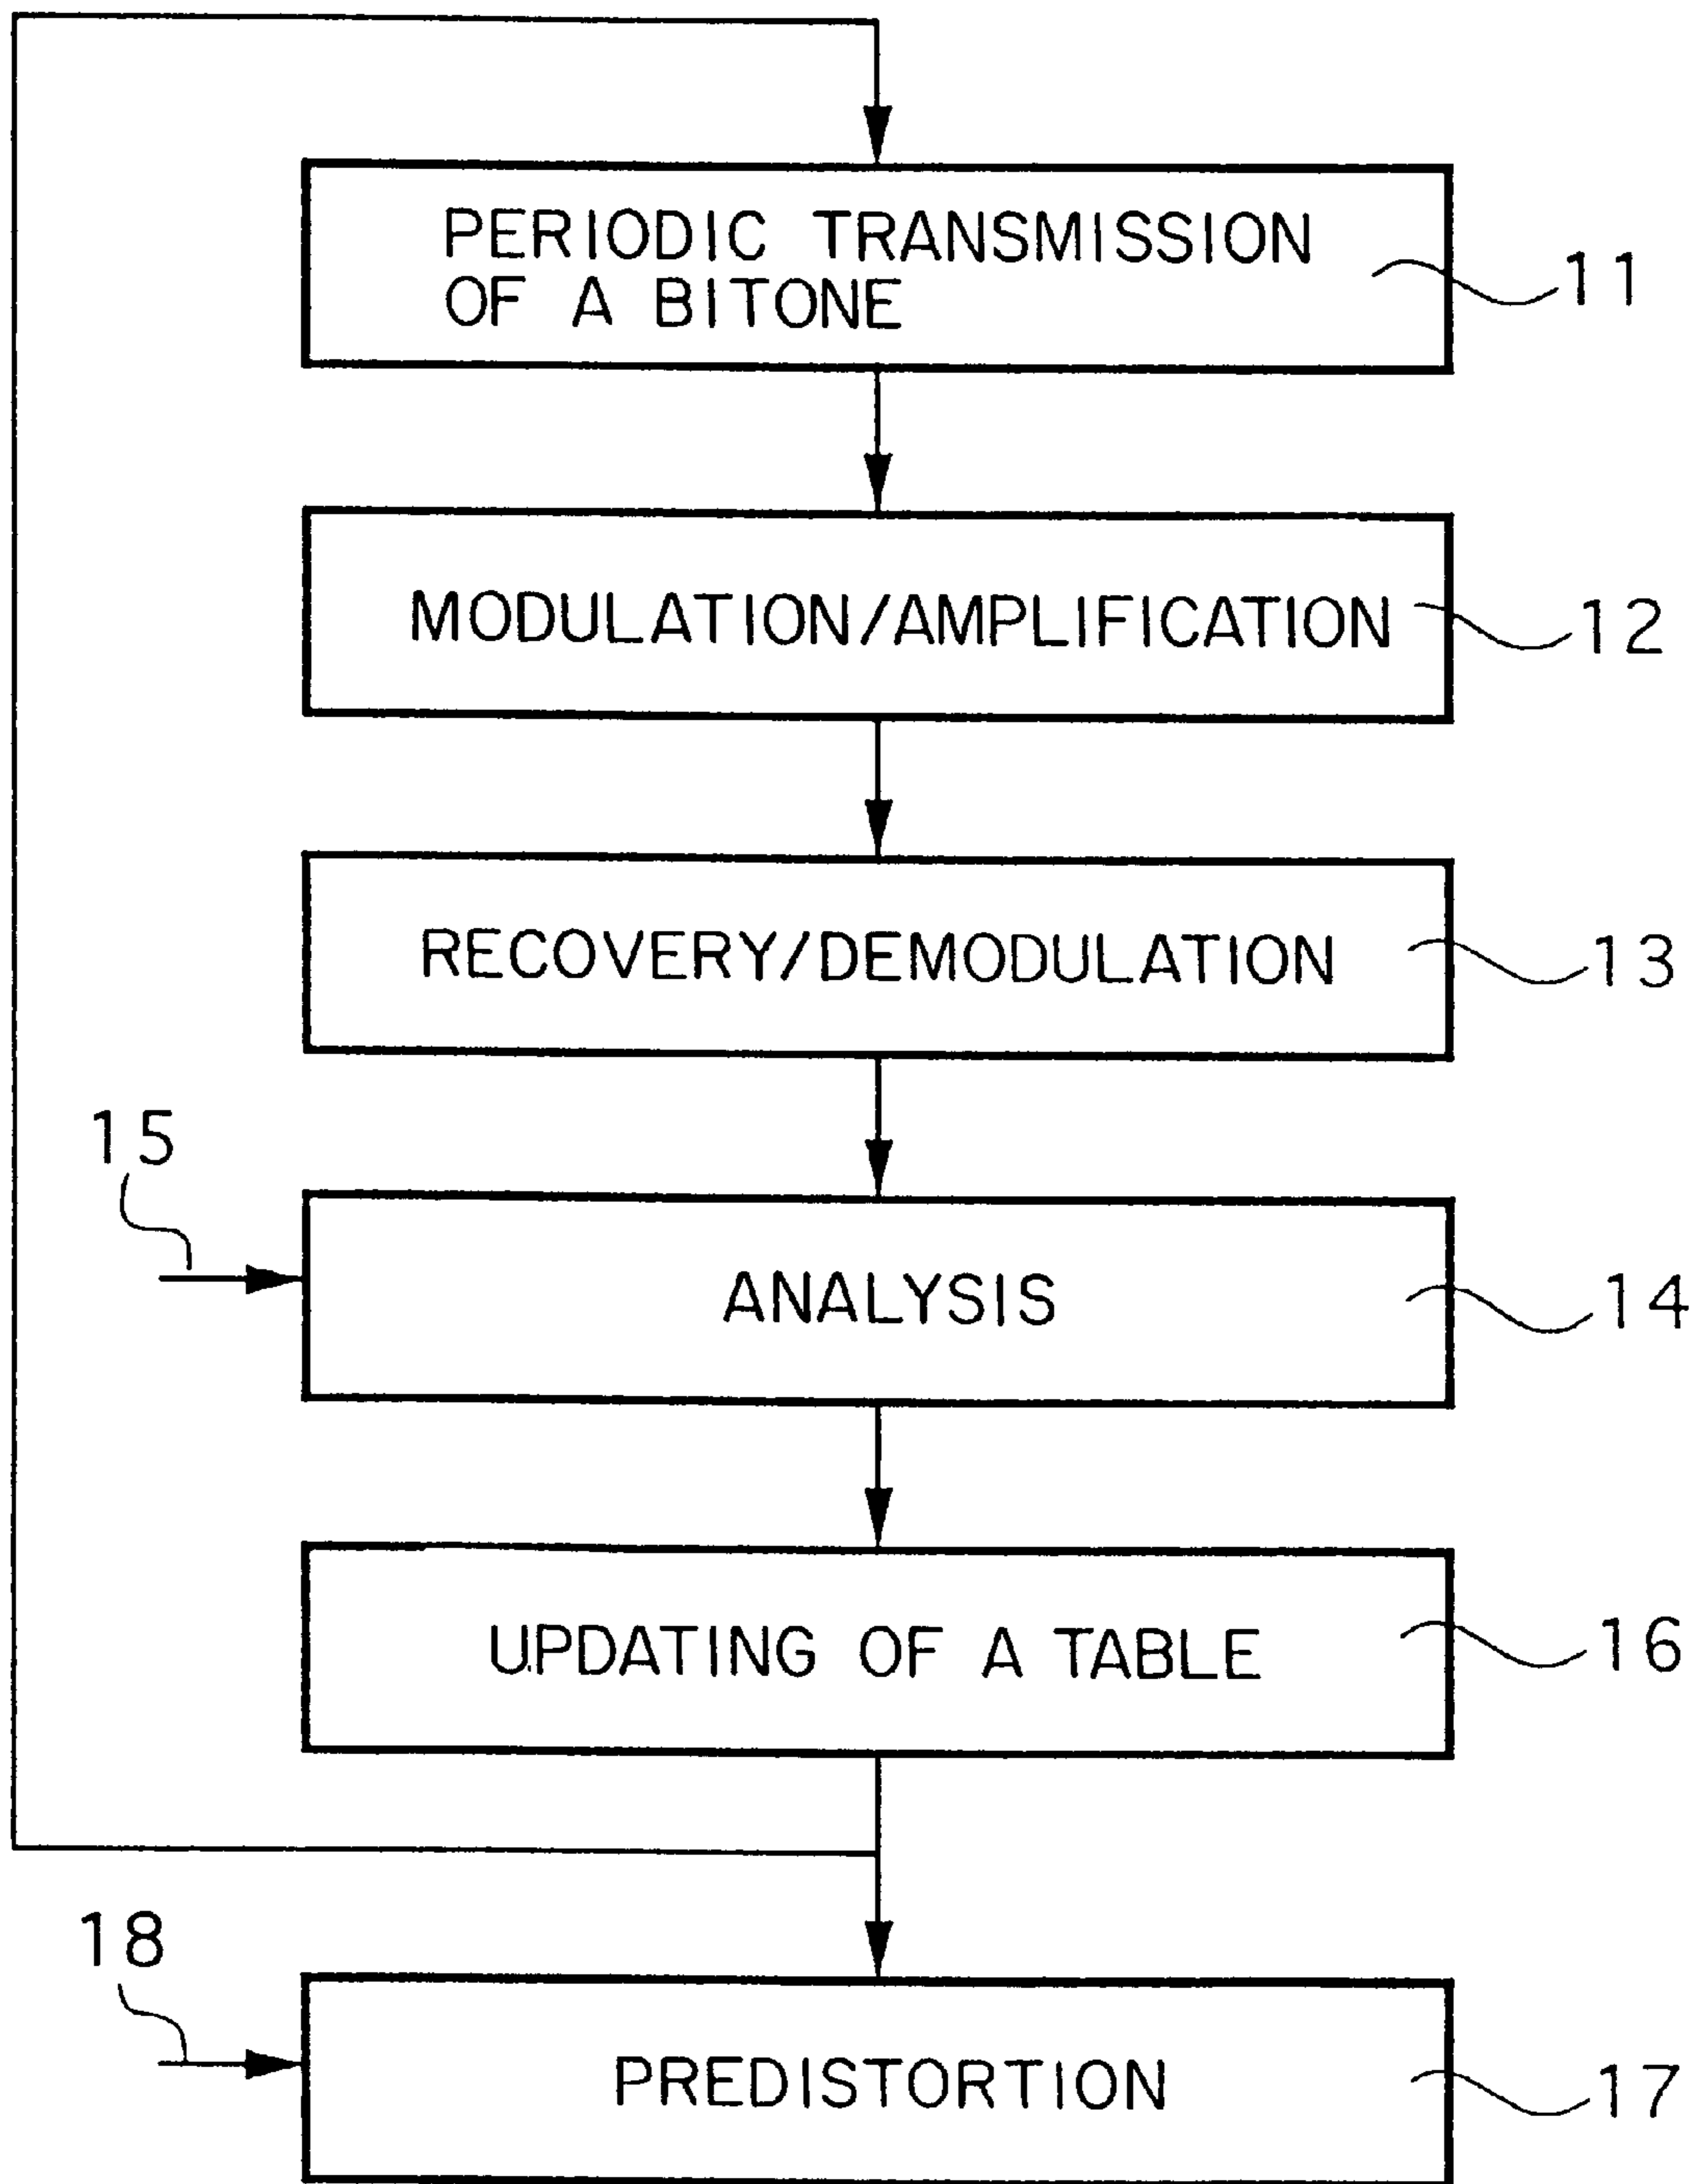 PERIODIC TRANSMISSION
OF A BITONE
11
MODULATION/AMPLIFICATION
12
RECOVERY/DEMODULATION
13
15
ANALYSIS
14
UPDATING OF A TABLE
16
18
PREDISTORTION
17